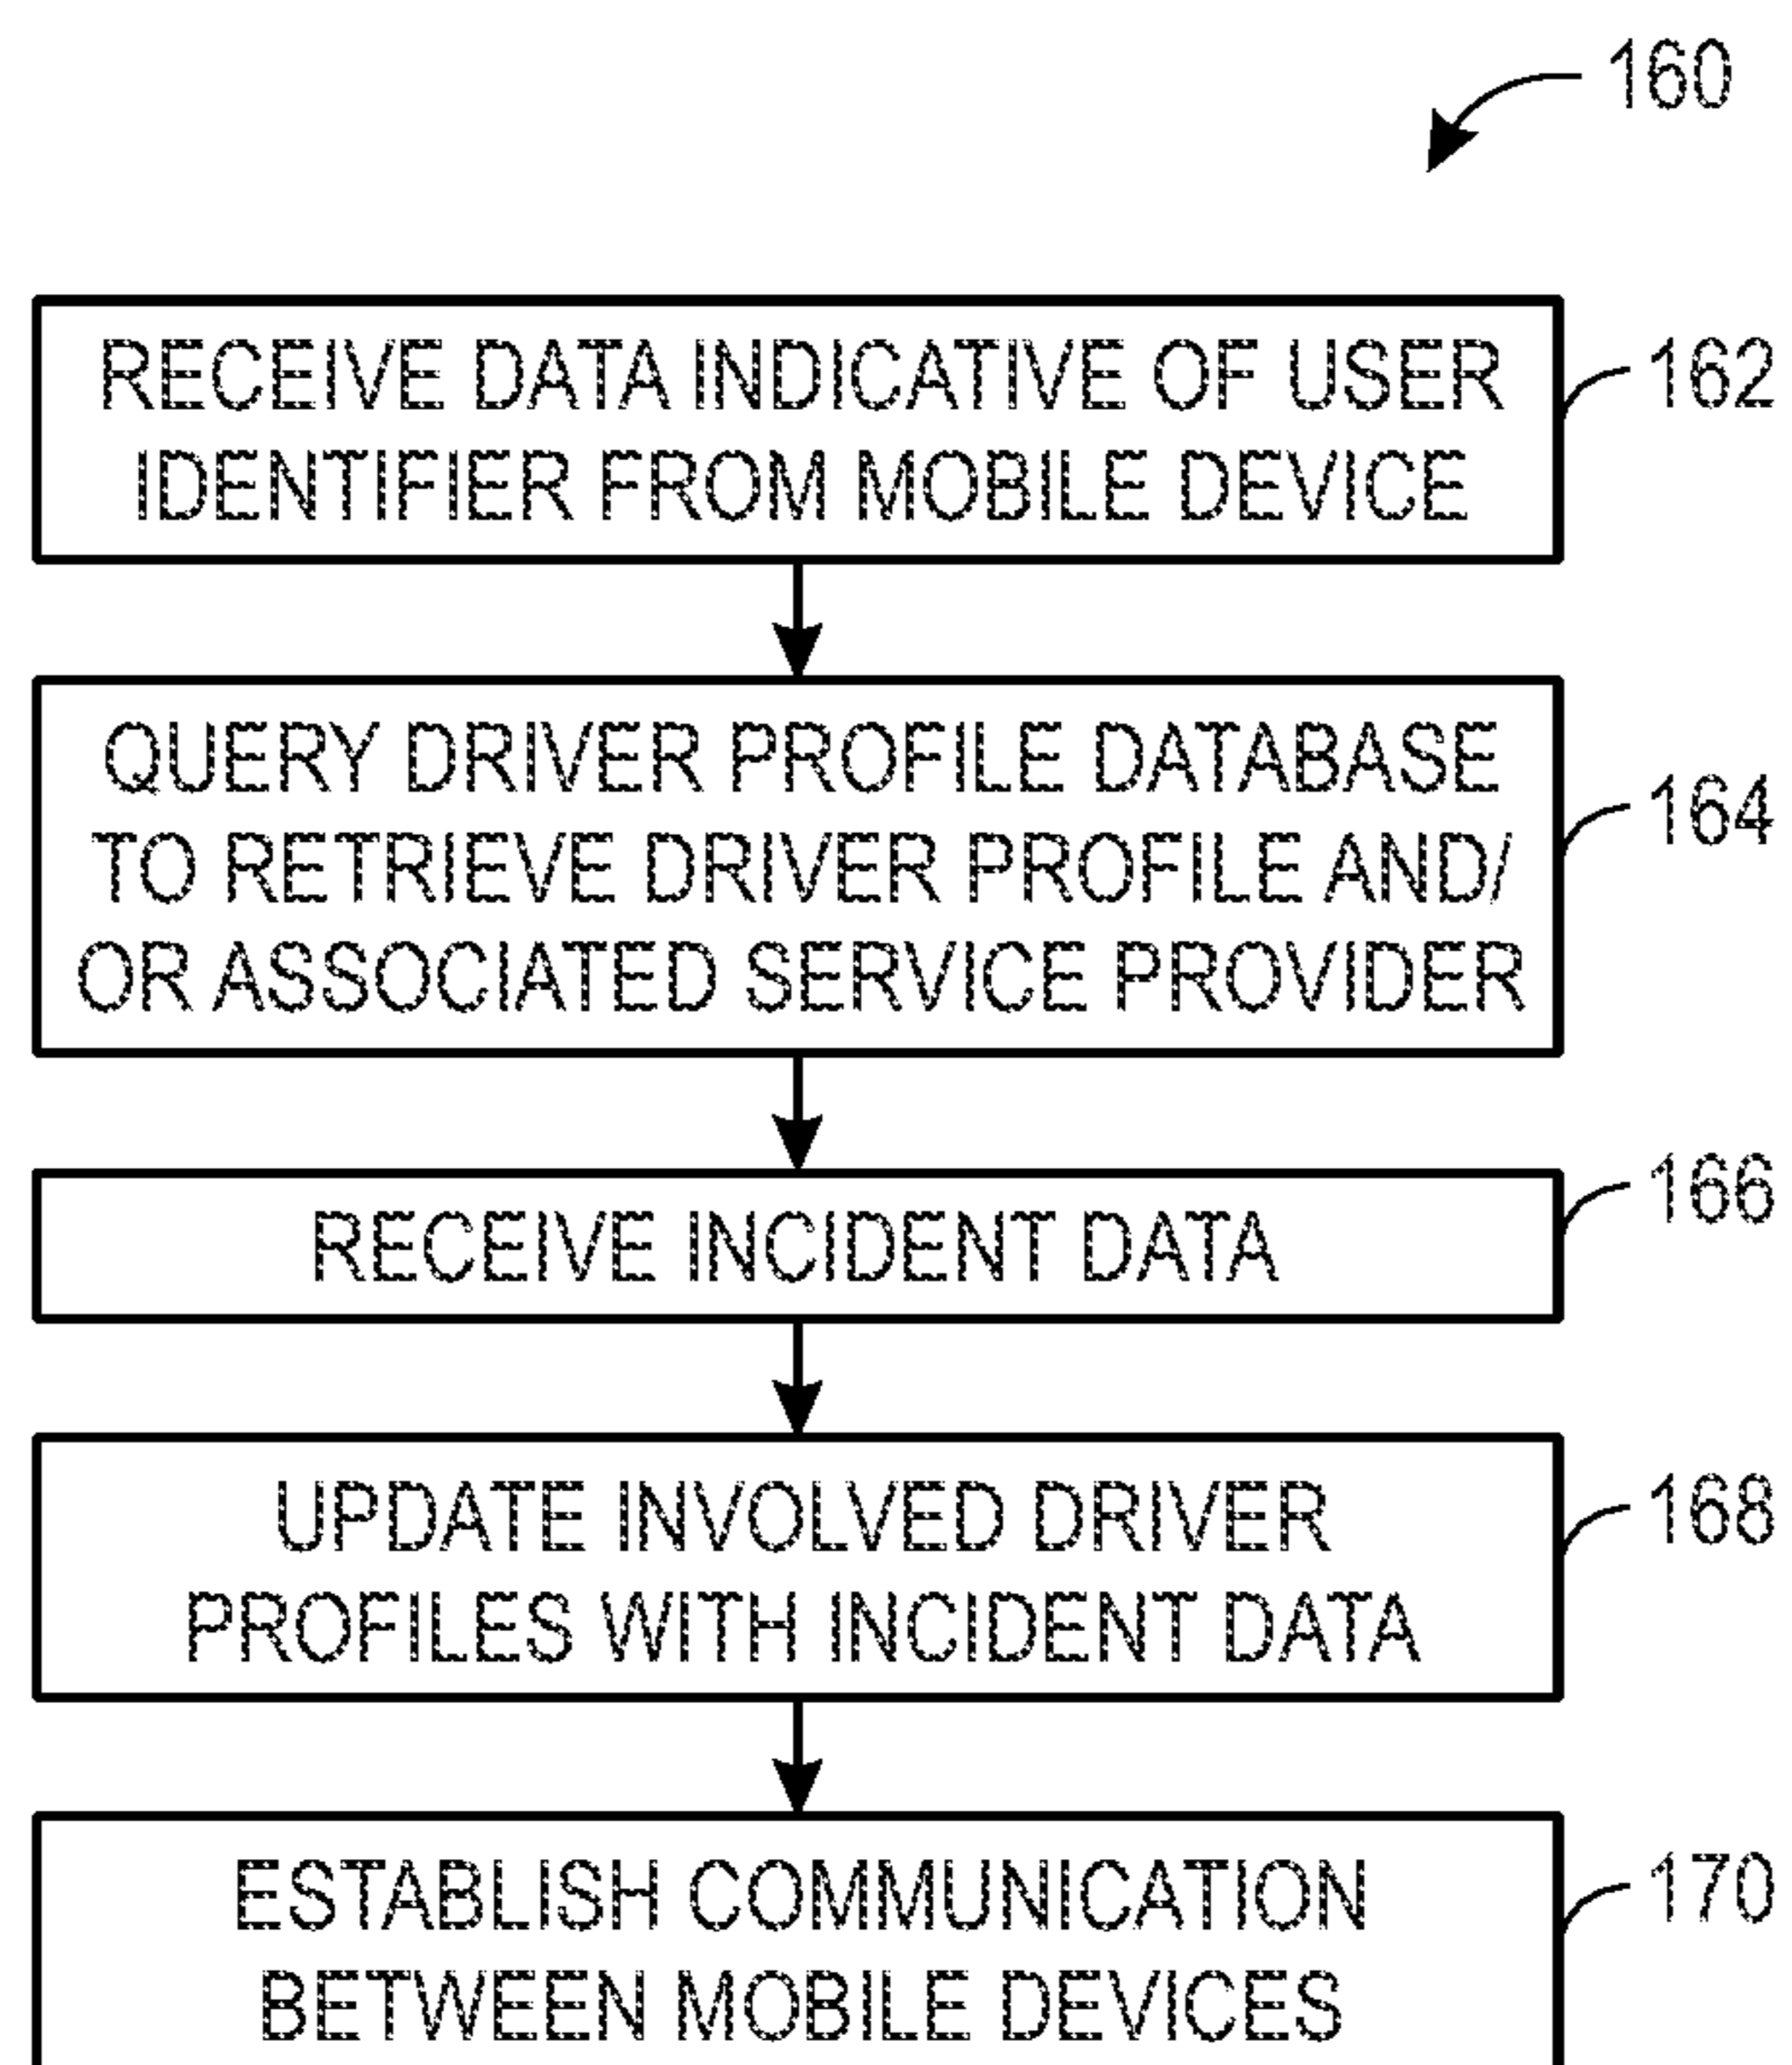 160
RECEIVE DATA INDICATIVE OF USER
IDENTIFIER FROM MOBILE DEVICE
162
QUERY DRIVER PROFILE DATABASE
TO RETRIEVE DRIVER PROFILE AND/
OR ASSOCIATED SERVICE PROVIDER
164
RECEIVE INCIDENT DATA
166
UPDATE INVOLVED DRIVER
PROFILES WITH INCIDENT DATA
168
ESTABLISH COMMUNICATION
BETWEEN MOBILE DEVICES
170